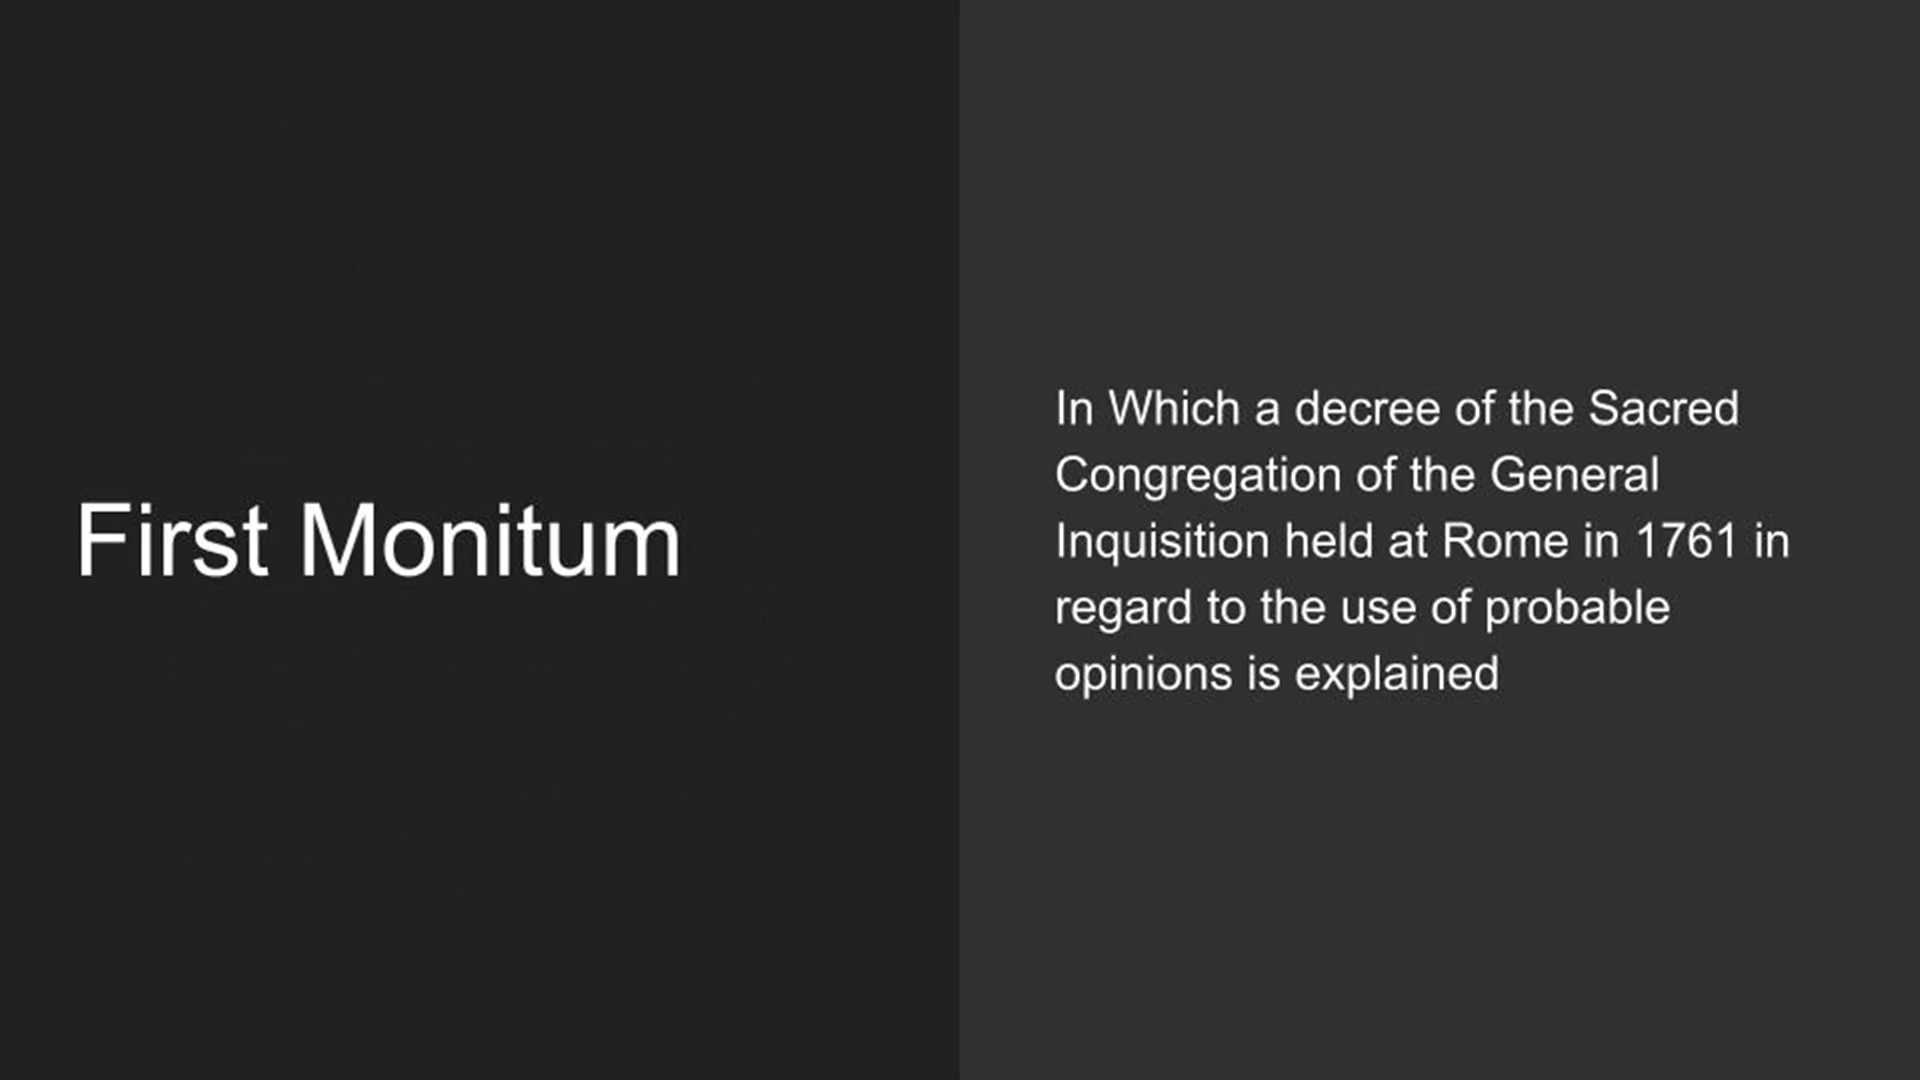 First Monitum
In Which a decree of the Sacred
Congregation of the General
Inquisition held at Rome in 1761 in
regard to the use of probable
opinions is explained